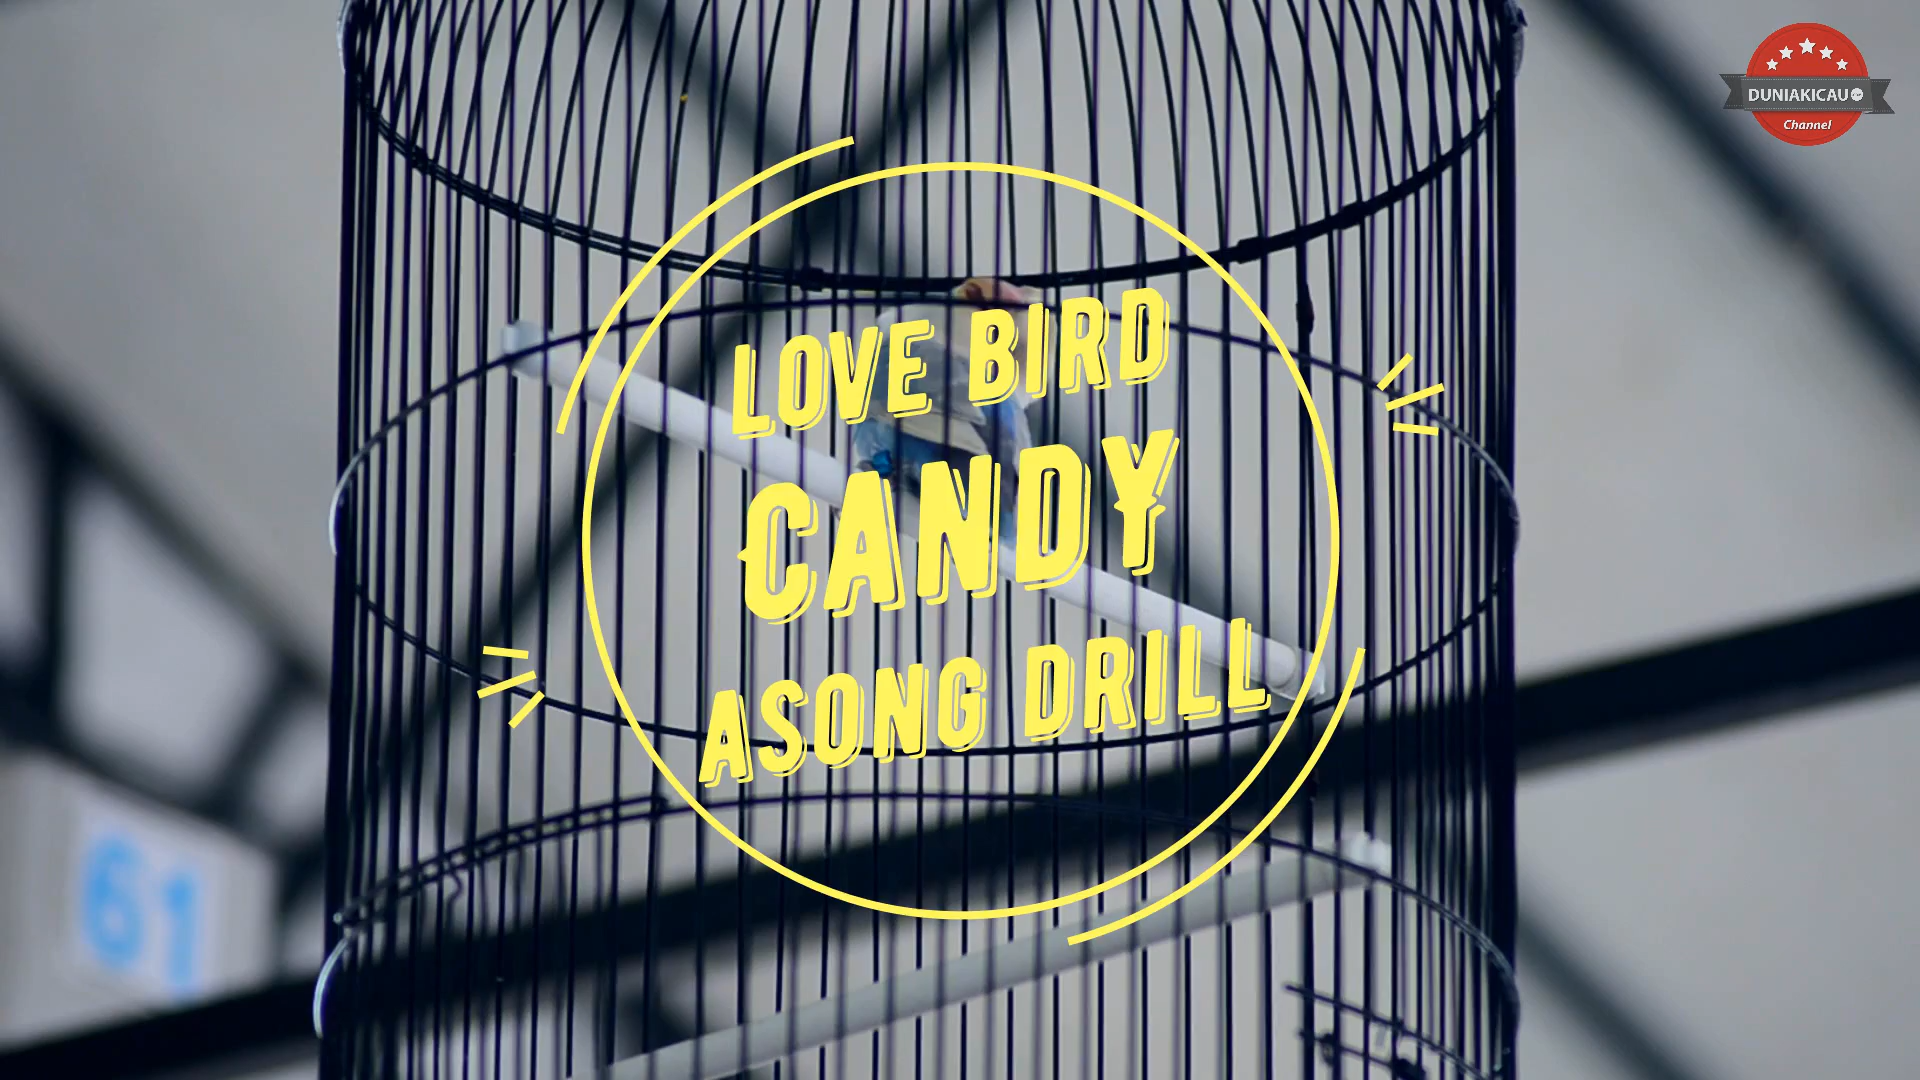 DUNIAKICAU
Channel
LOVE BIRD
CANDY
ASONG DRILL
61